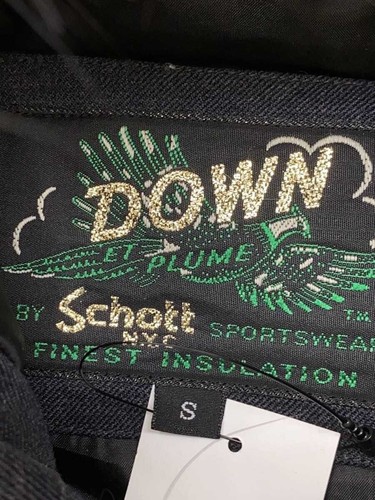 DOWN
ET PLUME
BY Schott SPORTSWEAR
N.Y.C
TM
FINEST INSULATION
S